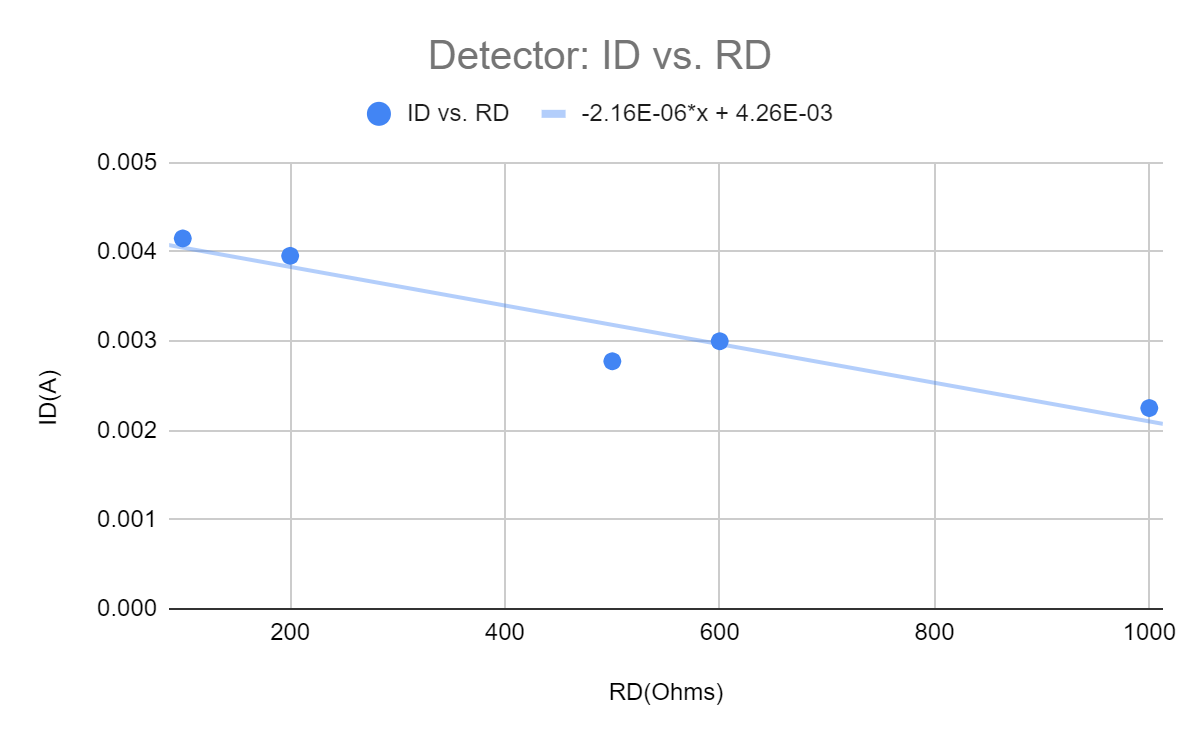 Detector: ID vs. RD
ID vs. RD -2.16E-06*x + 4.26E-03
0.005
0.004
0.003
0.002
0.001
0.000
ID(A)
200 400 600 800 1000
RD(Ohms)